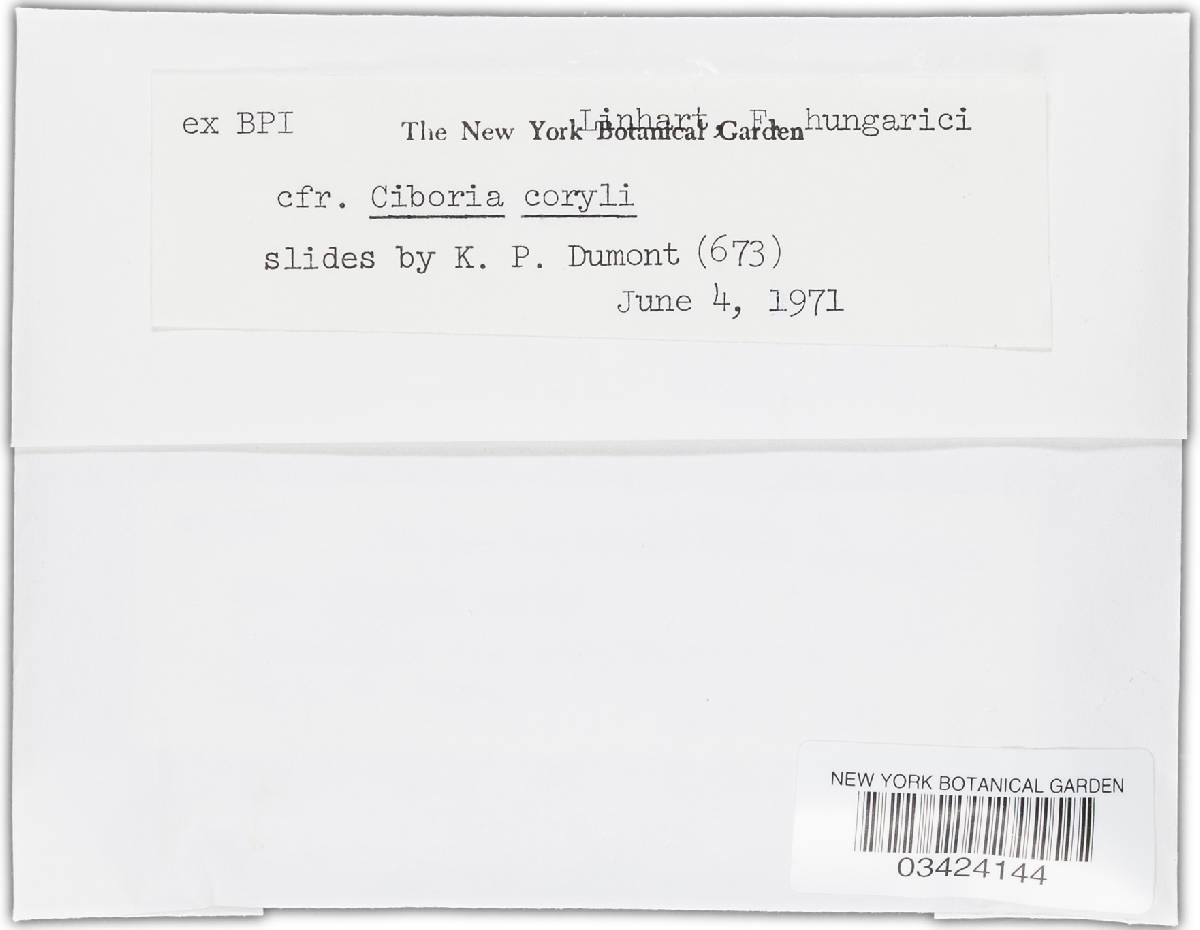 ex BPI Linhart, F. hungarici
The New York Botanical Garden
cfr. Ciboria coryli
slides by K. P. Dumont (673)
June 4, 1971
NEW YORK BOTANICAL GARDEN
03424144